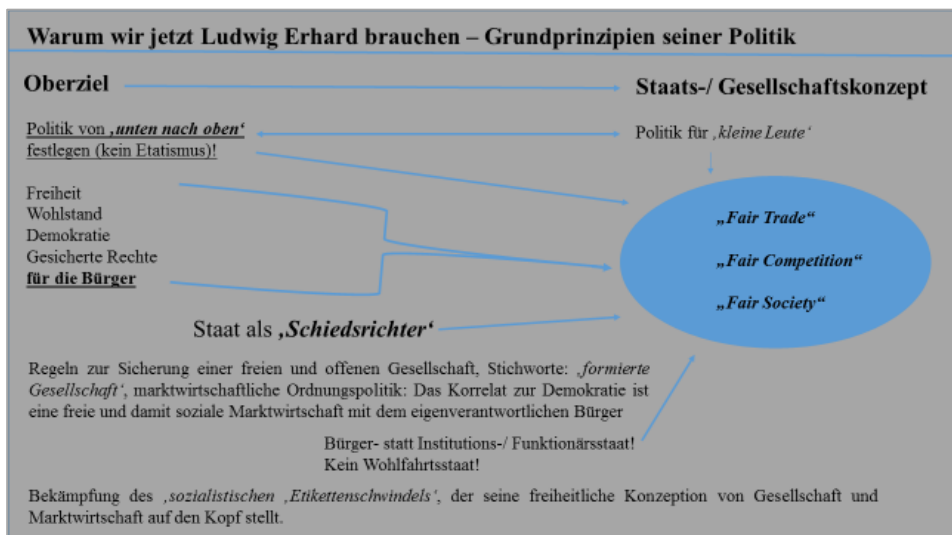 Warum wir jetzt Ludwig Erhard brauchen – Grundprinzipien seiner Politik
Oberziel
Staats-/ Gesellschaftskonzept
Politik von ‚unten nach oben‘
festlegen (kein Etatismus)!
Politik für ‚kleine Leute‘
Freiheit
Wohlstand
Demokratie
Gesicherte Rechte
für die Bürger
„Fair Trade“
„Fair Competition“
„Fair Society“
Staat als ‚Schiedsrichter‘
Regeln zur Sicherung einer freien und offenen Gesellschaft, Stichworte: ‚formierte
Gesellschaft‘, marktwirtschaftliche Ordnungspolitik: Das Korrelat zur Demokratie ist
eine freie und damit soziale Marktwirtschaft mit dem eigenverantwortlichen Bürger
Bürger- statt Institutions-/ Funktionärsstaat!
Kein Wohlfahrtsstaat!
Bekämpfung des ‚sozialistischen ‚Etikettenschwindels‘, der seine freiheitliche Konzeption von Gesellschaft und
Marktwirtschaft auf den Kopf stellt.